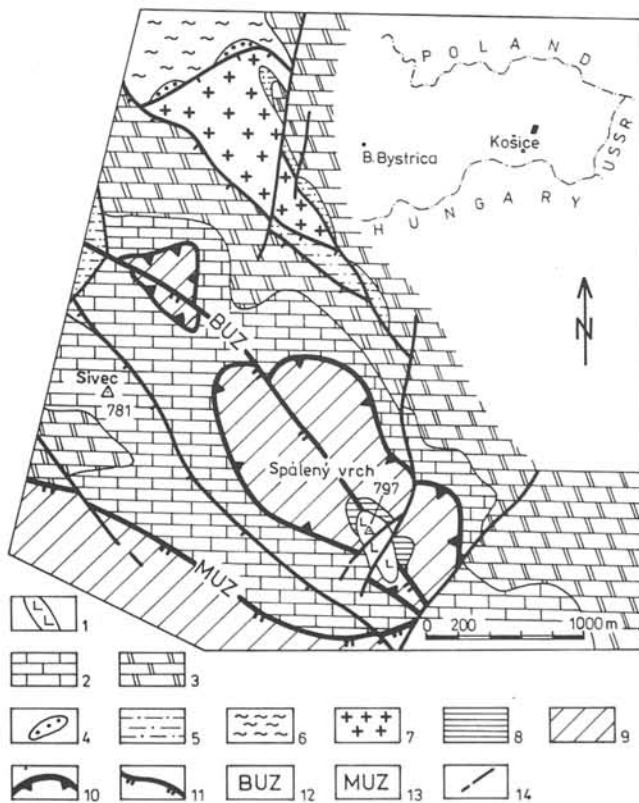 POLAND
Košice
B. Bystrica
USSR
HUNGARY
N
BUZ
Sivec
781
Spálený vrch
797
MUZ
0 200 1000 m
L L 1
2 3
4 5 6 7 8 9
10 11 BUZ 12 MUZ 13 14